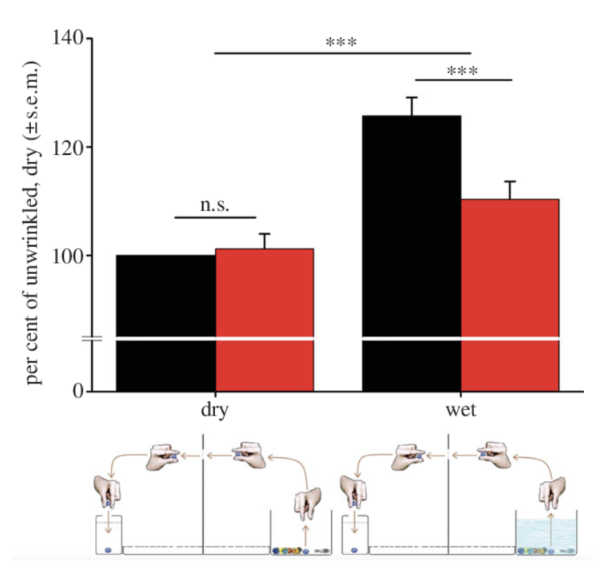 140
***
***
120
n.s.
100
0
per cent of unwrinkled, dry (±s.e.m.)
dry
wet